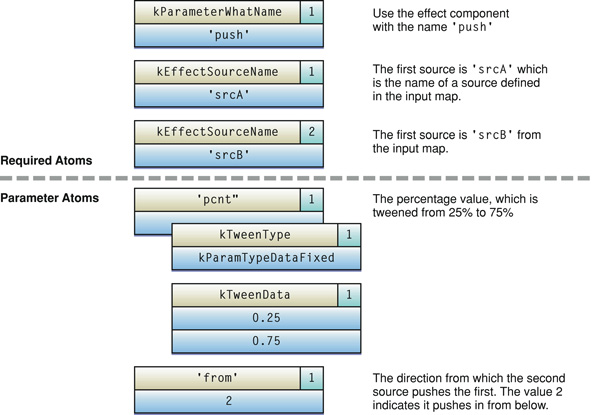 kParameterWhatName 1
'push'
Use the effect component
with the name 'push'
kEffectSourceName 1
'srcA'
The first source is 'srcA' which
is the name of a source defined
in the input map.
kEffectSourceName 2
'srcB'
The first source is 'srcB' from
the input map.
Required Atoms
Parameter Atoms
'pcnt" 1
The percentage value, which is
tweened from 25% to 75%
kTweenType 1
kParamTypeDataFixed
kTweenData 1
0.25
0.75
'from' 1
2
The direction from which the second
source pushes the first. The value 2
indicates it pushes in from below.